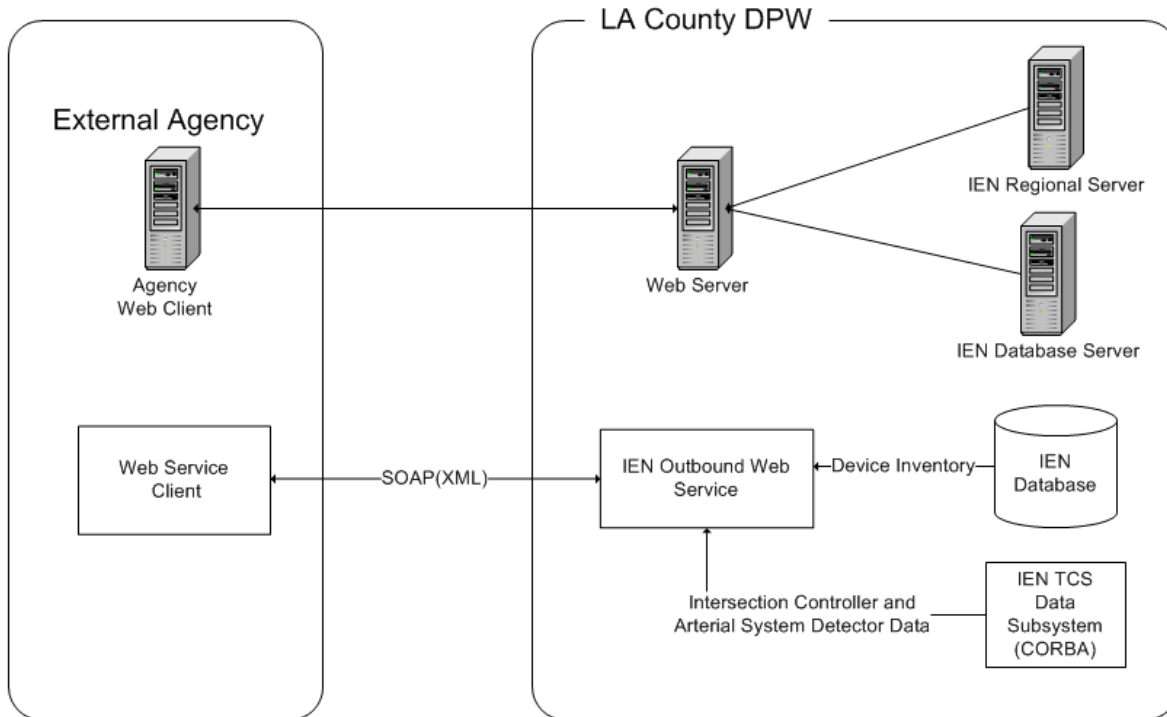 LA County DPW
External Agency
IEN Regional Server
Agency
Web Client
Web Server
IEN Database Server
Web Service
Client
SOAP(XML)
IEN Outbound Web
Service
Device Inventory
IEN
Database
Intersection Controller and
Arterial System Detector Data
IEN TCS
Data
Subsystem
(CORBA)